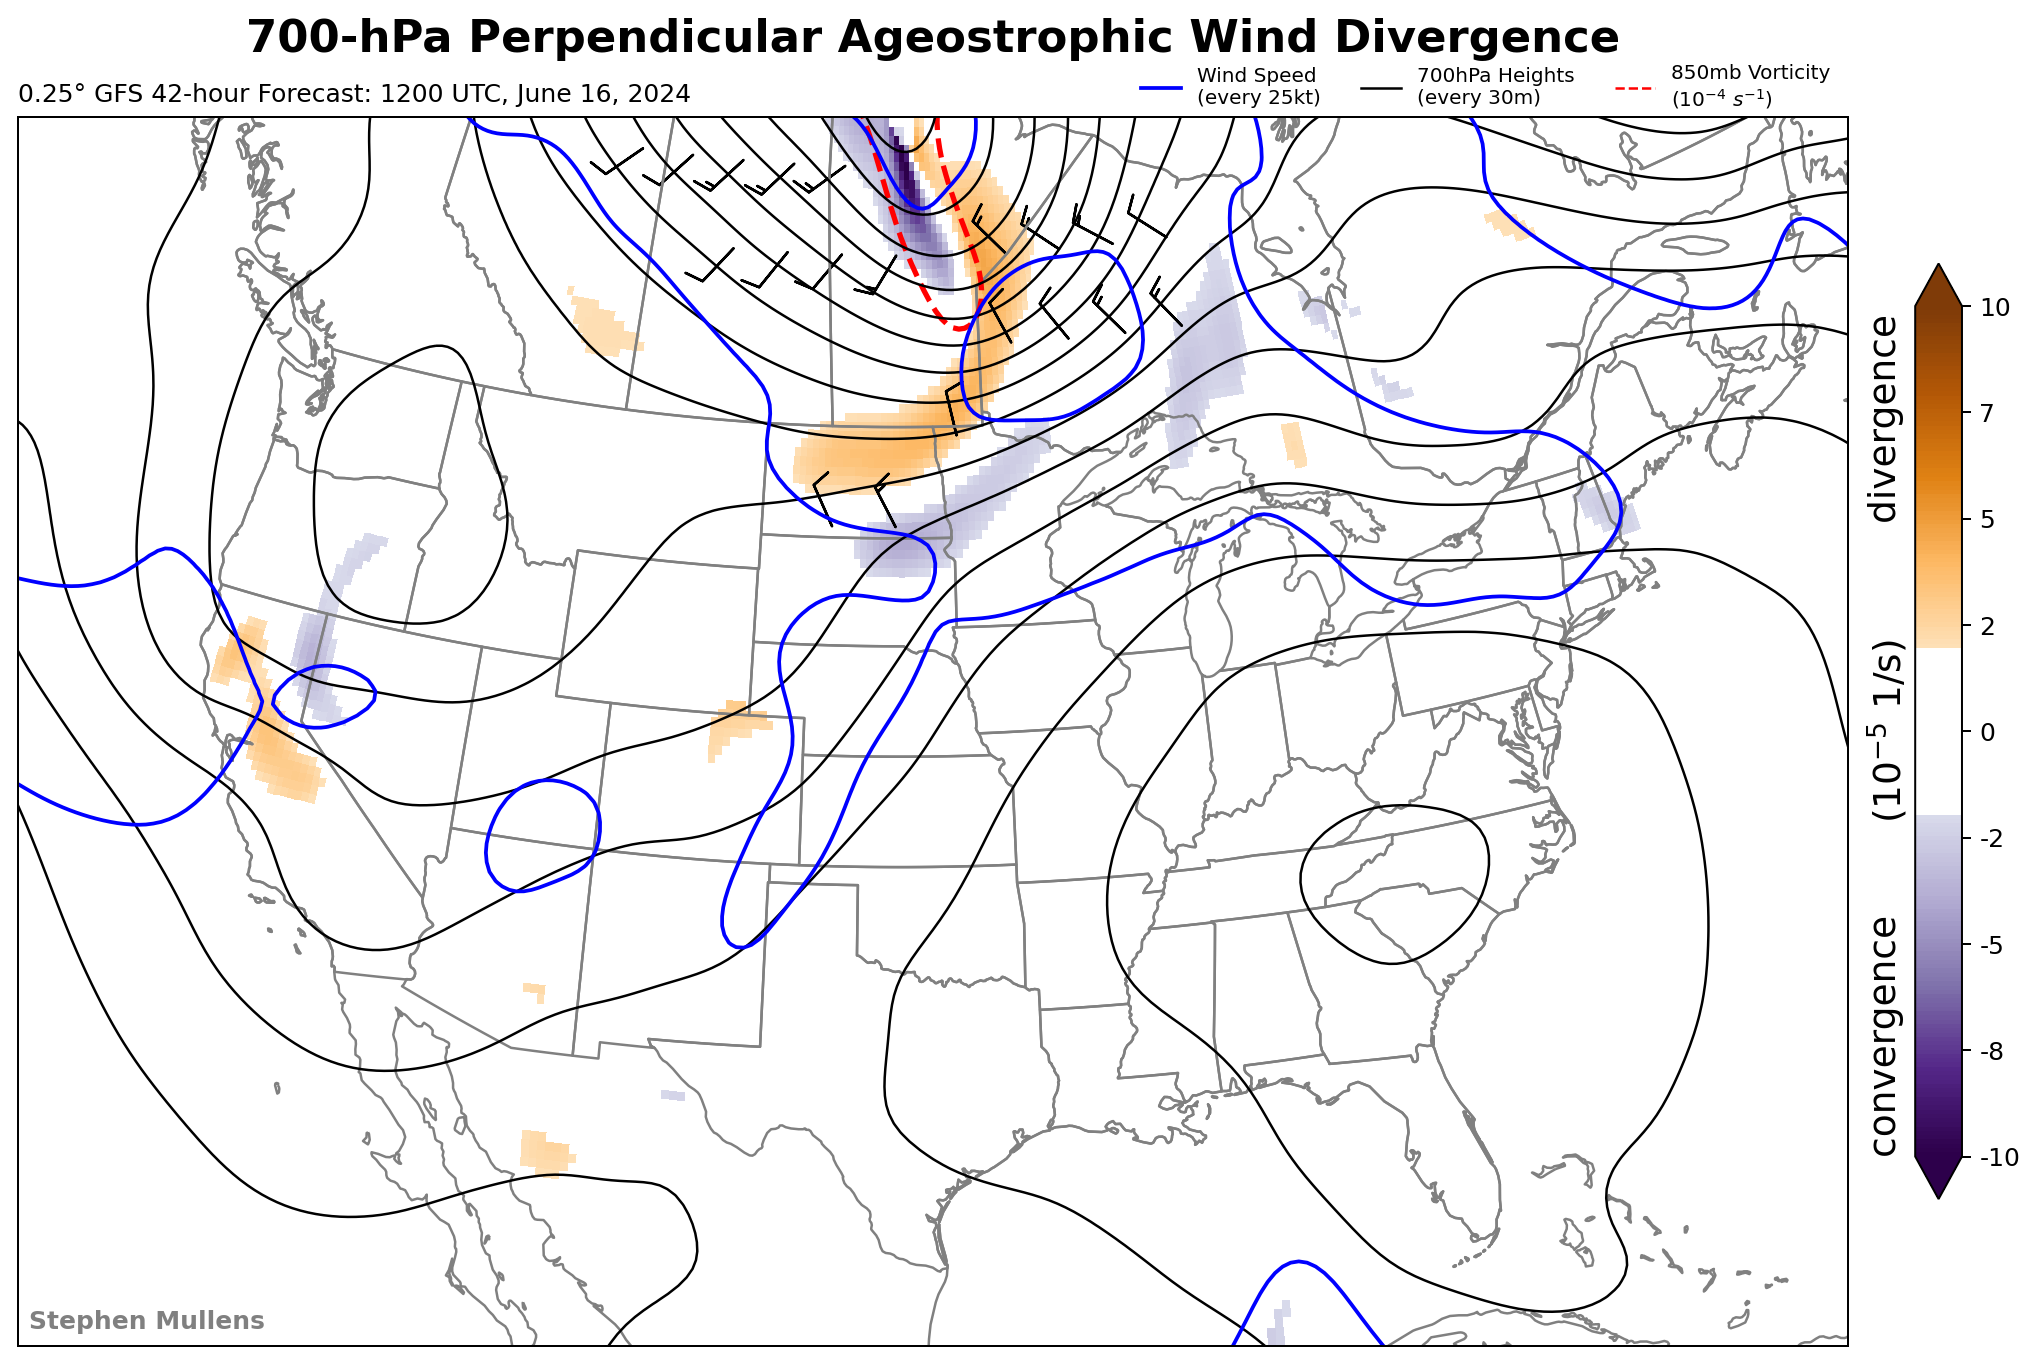 700-hPa Perpendicular Ageostrophic Wind Divergence
0.25° GFS 42-hour Forecast: 1200 UTC, June 16, 2024
Wind Speed
(every 25kt)
700hPa Heights
(every 30m)
850mb Vorticity
(10⁻⁴ s⁻¹)
10
7
5
2
0
-2
-5
-8
-10
convergence (10⁻⁵ 1/s) divergence
Stephen Mullens